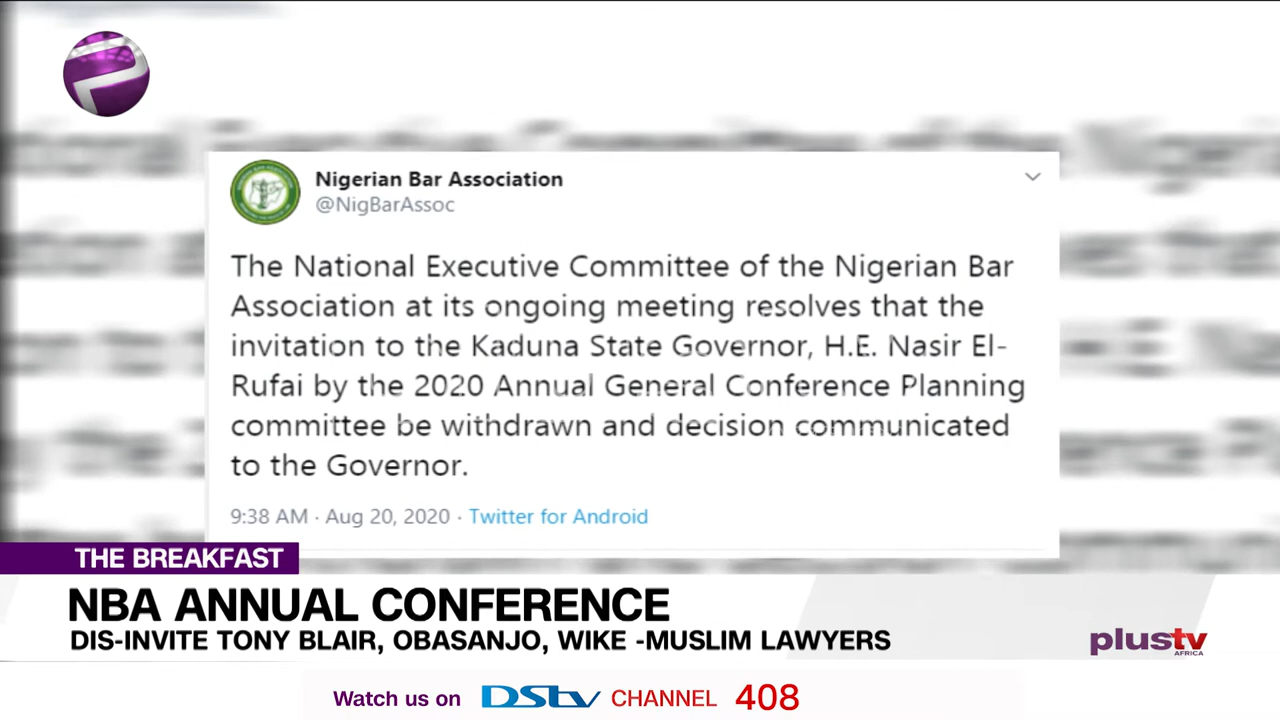 Nigerian Bar Association
@NigBarAssoc
The National Executive Committee of the Nigerian Bar
Association at its ongoing meeting resolves that the
invitation to the Kaduna State Governor, H.E. Nasir El-
Rufai by the 2020 Annual General Conference Planning
committee be withdrawn and decision communicated
to the Governor.
9:38 AM · Aug 20, 2020 · Twitter for Android
THE BREAKFAST
NBA ANNUAL CONFERENCE
DIS-INVITE TONY BLAIR, OBASANJO, WIKE -MUSLIM LAWYERS
plustv
AFRICA
Watch us on DStv CHANNEL 408